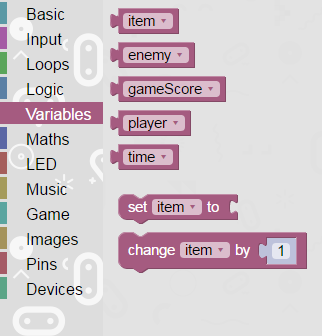 Basic
Input
Loops
Logic
Variables
Maths
LED
Music
Game
Images
Pins
Devices
item
enemy
gameScore
player
time
set item to
change item by 1